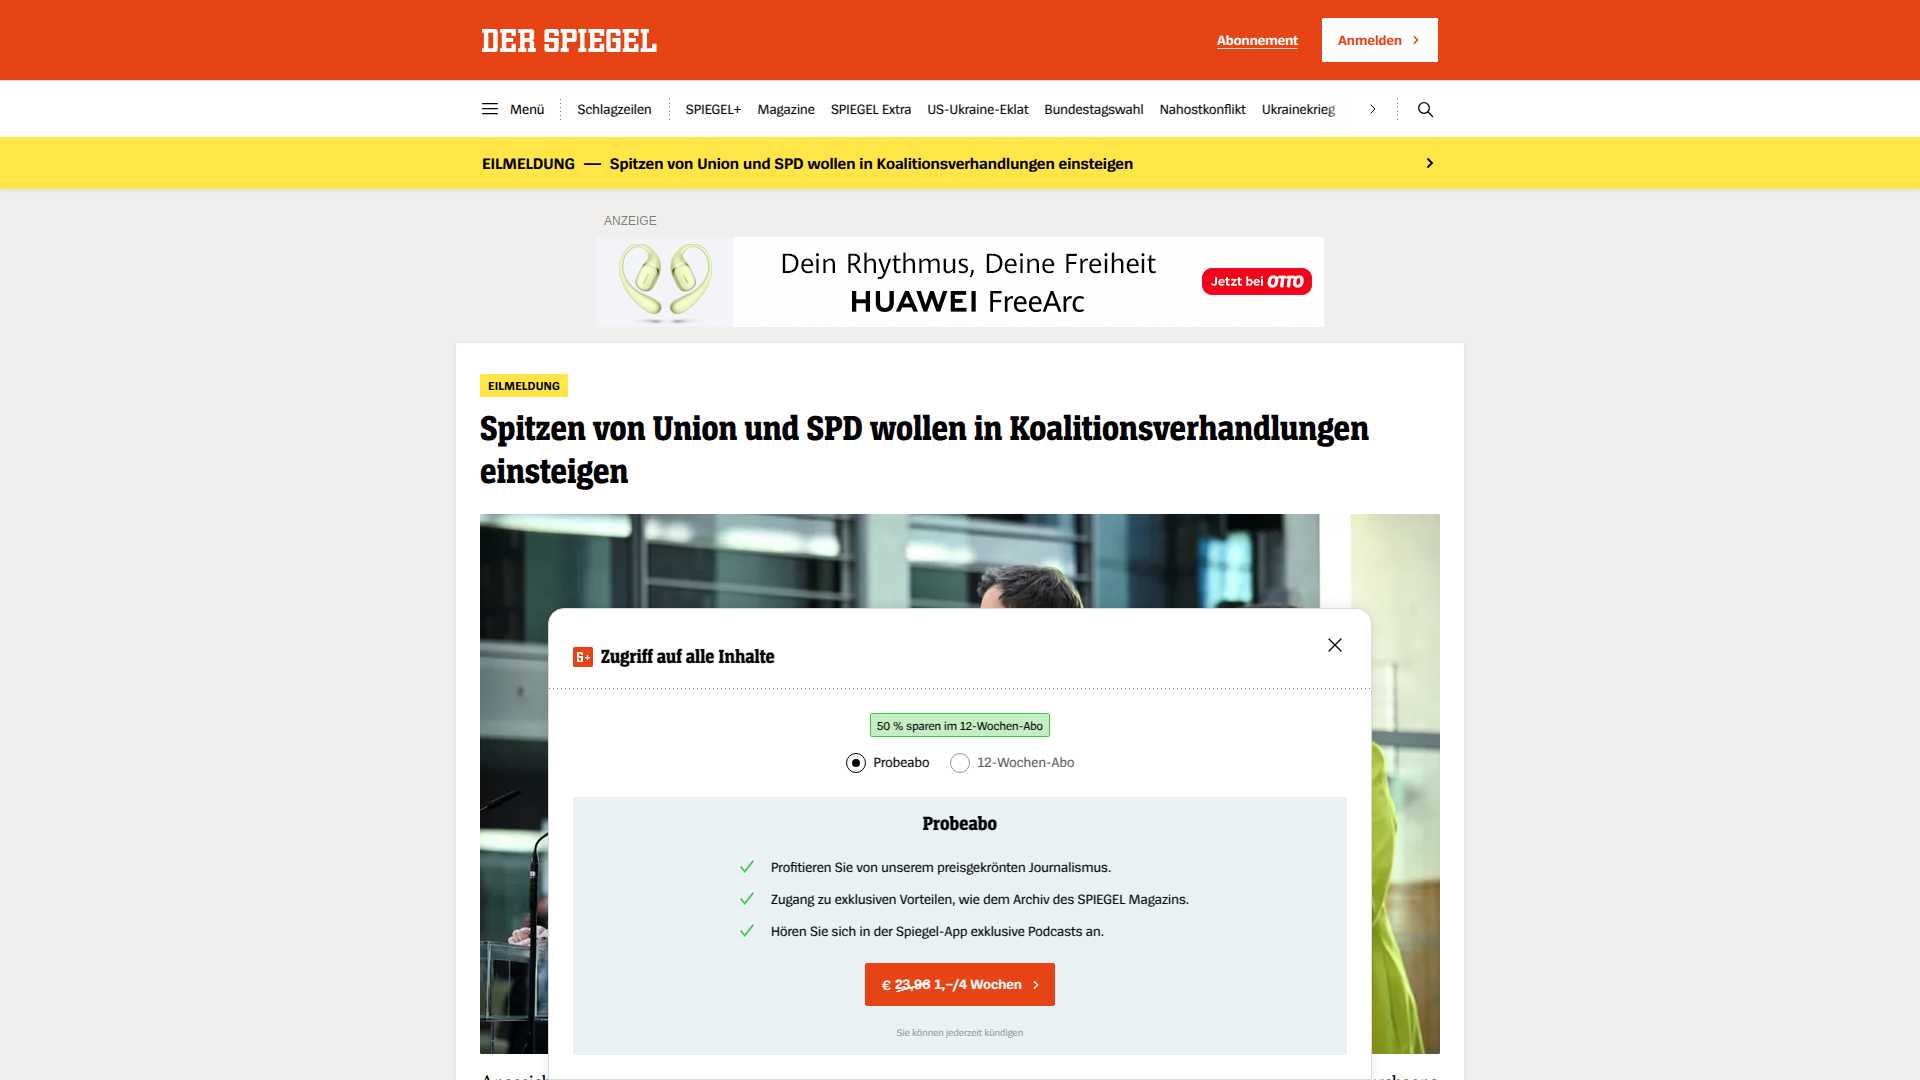 DER SPIEGEL
Abonnement
Anmelden
Menü
Schlagzeilen
SPIEGEL+
Magazine
SPIEGEL Extra
US-Ukraine-Eklat
Bundestagswahl
Nahostkonflikt
Ukrainekrieg
EILMELDUNG — Spitzen von Union und SPD wollen in Koalitionsverhandlungen einsteigen
ANZEIGE
Dein Rhythmus, Deine Freiheit
HUAWEI FreeArc
Jetzt bei OTTO
EILMELDUNG
Spitzen von Union und SPD wollen in Koalitionsverhandlungen
einsteigen
Zugriff auf alle Inhalte
50 % sparen im 12-Wochen-Abo
Probeabo
12-Wochen-Abo
Probeabo
Profitieren Sie von unserem preisgekrönten Journalismus.
Zugang zu exklusiven Vorteilen, wie dem Archiv des SPIEGEL Magazins.
Hören Sie sich in der Spiegel-App exklusive Podcasts an.
€ 23,96 1,–/4 Wochen
Sie können jederzeit kündigen